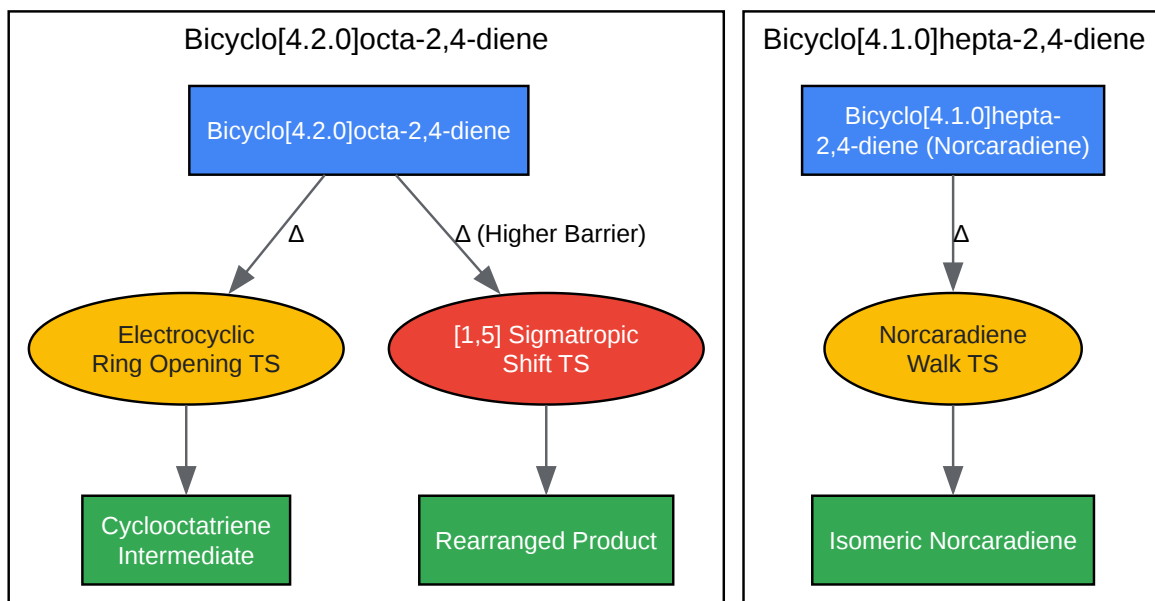 Bicyclo[4.2.0]octa-2,4-diene
Bicyclo[4.2.0]octa-2,4-diene
Δ
Δ (Higher Barrier)
Electrocyclic
Ring Opening TS
[1,5] Sigmatropic
Shift TS
Cyclooctatriene
Intermediate
Rearranged Product
Bicyclo[4.1.0]hepta-2,4-diene
Bicyclo[4.1.0]hepta-
2,4-diene (Norcaradiene)
Δ
Norcaradiene
Walk TS
Isomeric Norcaradiene